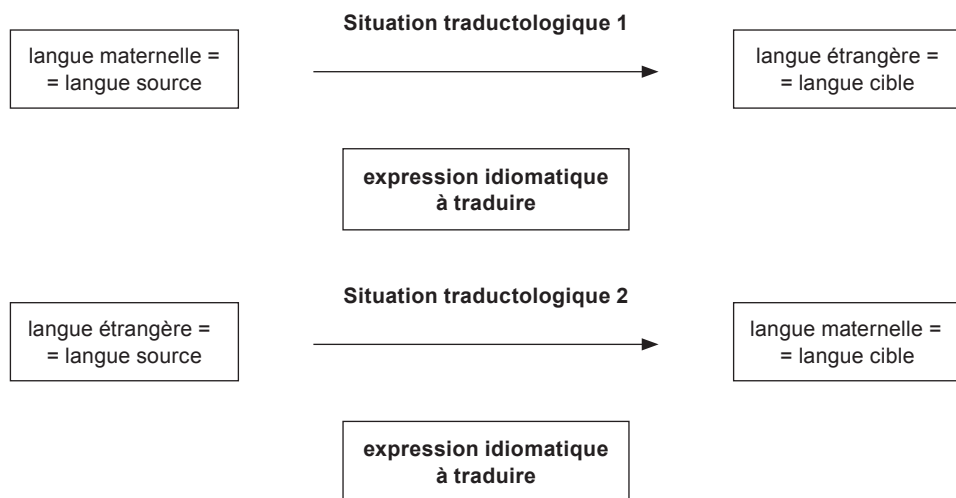 Situation traductologique 1
langue maternelle =
= langue source
langue étrangère =
= langue cible
expression idiomatique
à traduire
Situation traductologique 2
langue étrangère =
= langue source
langue maternelle =
= langue cible
expression idiomatique
à traduire